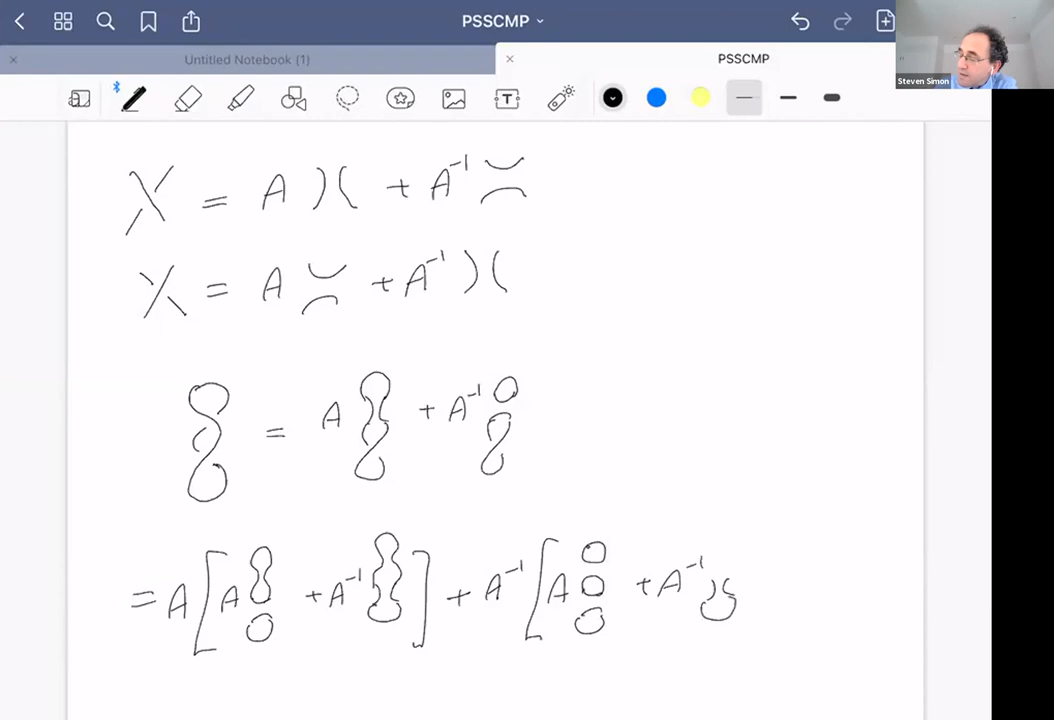 PSSCMP
Untitled Notebook (1)
PSSCMP
Steven Simon
= A )( + A⁻¹
= A + A⁻¹ )(
= A + A⁻¹
= A [ A + A⁻¹ ] + A⁻¹ [ A + A⁻¹